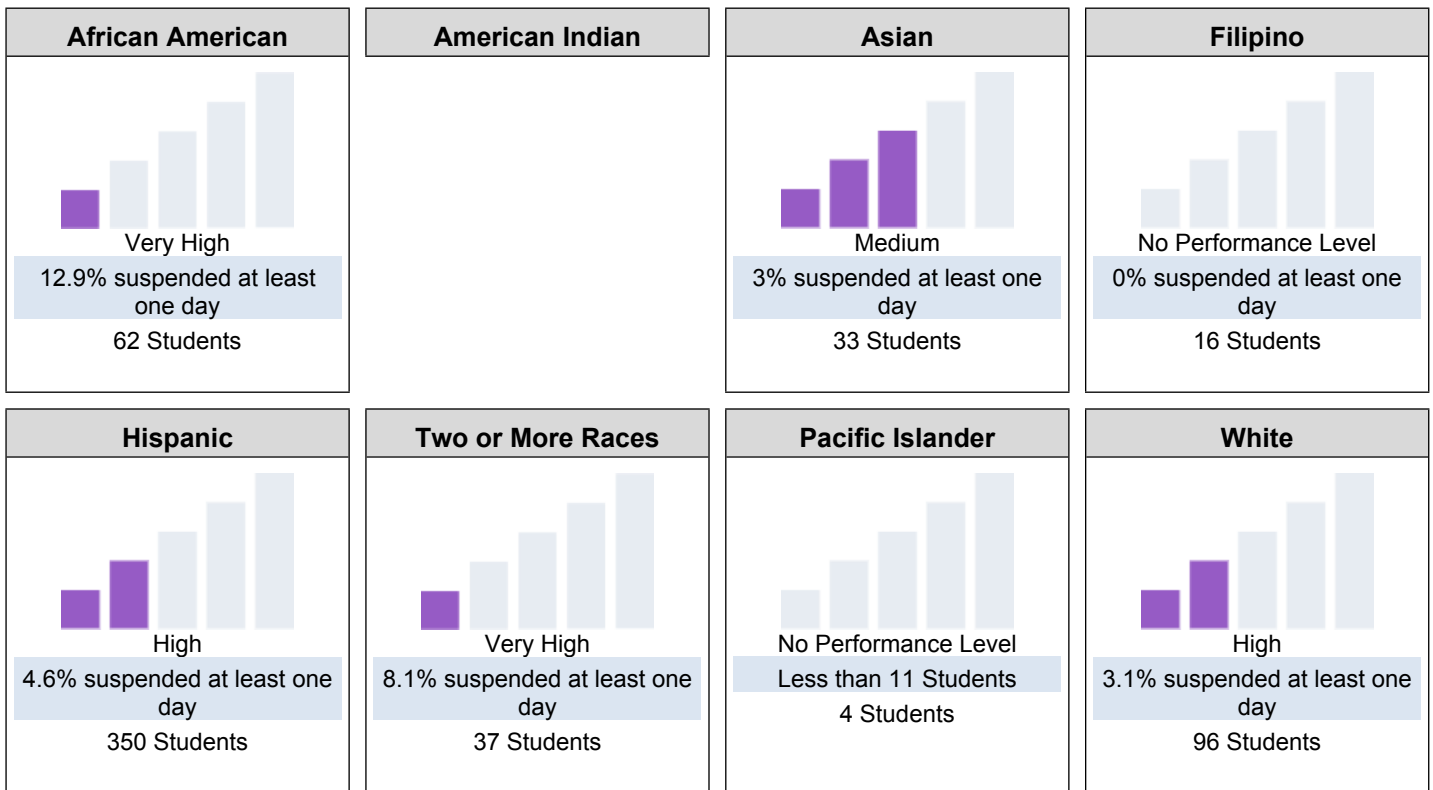 African American
American Indian
Asian
Filipino
Very High
12.9% suspended at least
one day
62 Students
Medium
3% suspended at least one
day
33 Students
No Performance Level
0% suspended at least one
day
16 Students
Hispanic
Two or More Races
Pacific Islander
White
High
4.6% suspended at least one
day
350 Students
Very High
8.1% suspended at least one
day
37 Students
No Performance Level
Less than 11 Students
4 Students
High
3.1% suspended at least one
day
96 Students